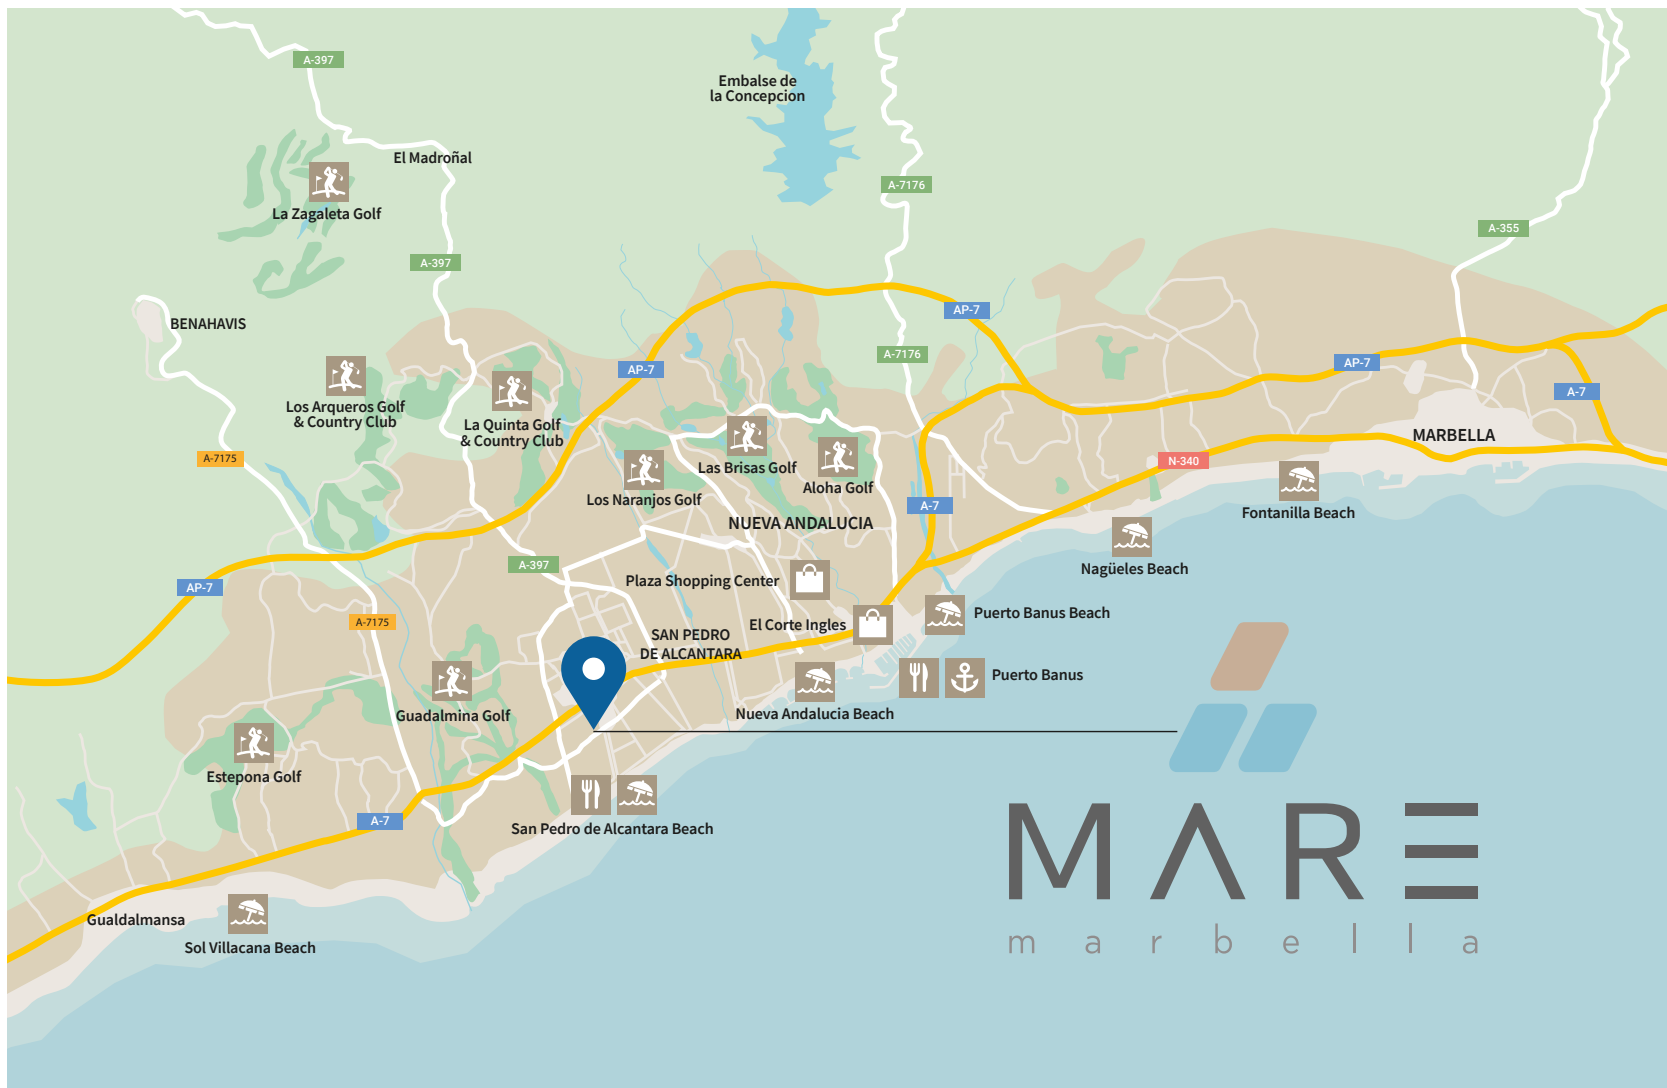 A-397
Embalse de
la Concepcion
El Madroñal
A-7176
La Zagaleta Golf
A-355
A-397
AP-7
BENAHAVIS
A-7176
AP-7
AP-7
A-7
Los Arqueros Golf
& Country Club
La Quinta Golf
& Country Club
MARBELLA
A-7175
Las Brisas Golf
N-340
Los Naranjos Golf
Aloha Golf
A-7
Fontanilla Beach
NUEVA ANDALUCIA
A-397
Nagüeles Beach
Plaza Shopping Center
AP-7
A-7175
El Corte Ingles
Puerto Banus Beach
SAN PEDRO
DE ALCANTARA
Puerto Banus
Guadalmina Golf
Nueva Andalucia Beach
Estepona Golf
A-7
San Pedro de Alcantara Beach
MARE
marbella
Gualdalmansa
Sol Villacana Beach